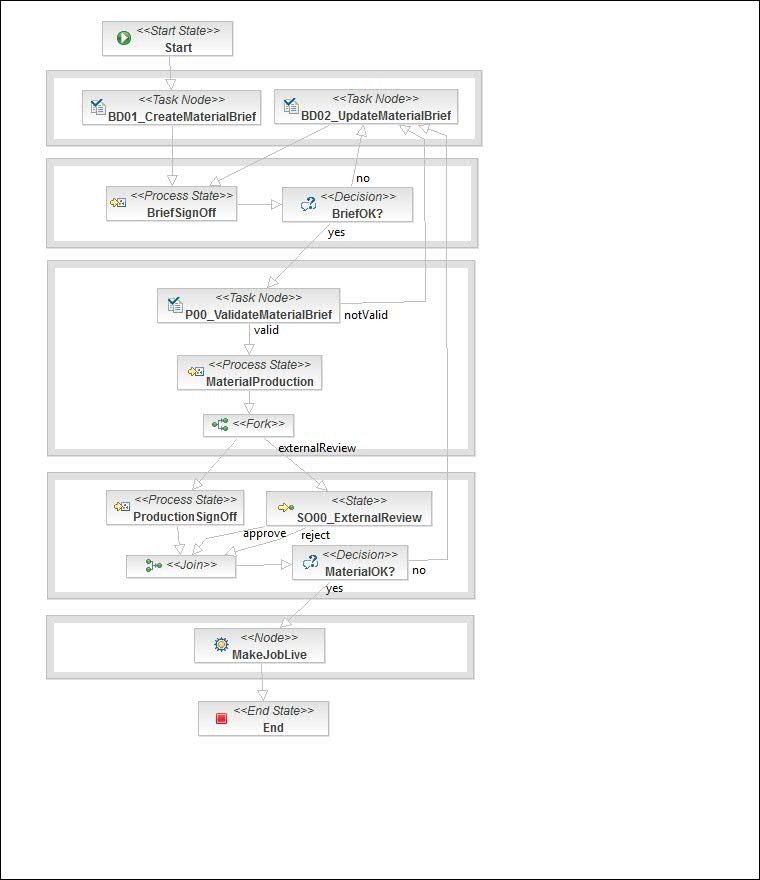 <<Start State>>
Start
<<Task Node>>
BD01_CreateMaterialBrief
<<Task Node>>
BD02_UpdateMaterialBrief
no
<<Process State>>
BriefSignOff
<<Decision>>
BriefOK?
yes
<<Task Node>>
P00_ValidateMaterialBrief
notValid
valid
<<Process State>>
MaterialProduction
<<Fork>>
externalReview
<<Process State>>
ProductionSignOff
<<State>>
SO00_ExternalReview
approve
reject
<<Join>>
<<Decision>>
MaterialOK?
no
yes
<<Node>>
MakeJobLive
<<End State>>
End